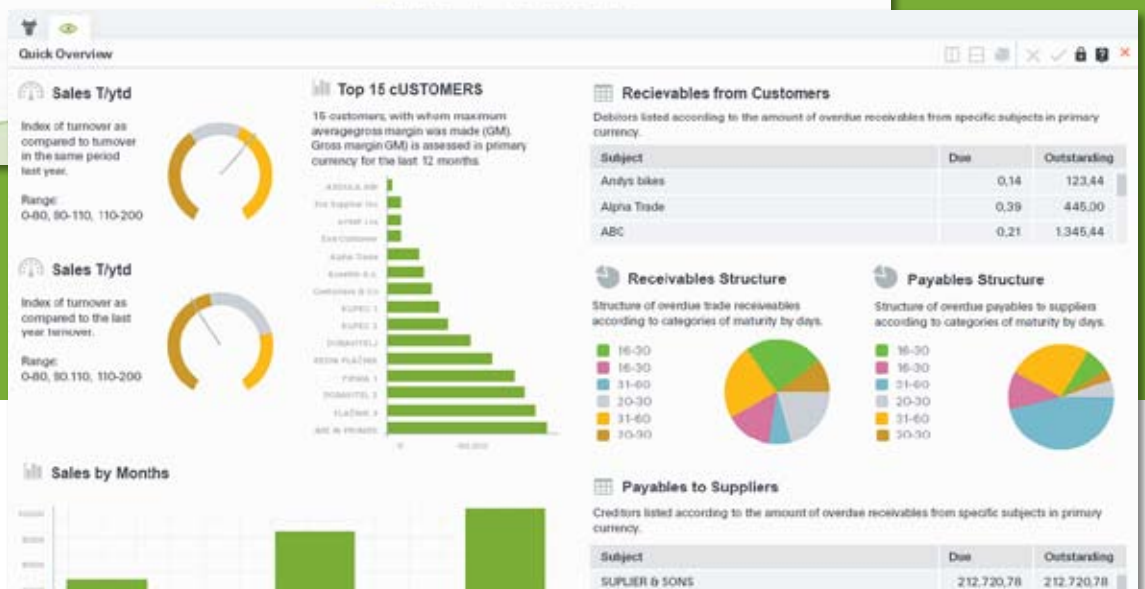 Quick Overview
Sales T/ytd
Index of turnover as
compared to turnover
in the same period
last year.
Range:
0-80, 80-110, 110-200
Sales T/ytd
Index of turnover as
compared to the last
year turnover.
Range:
0-80, 80.110, 110-200
Top 15 cUSTOMERS
15 customers, with whom maximum
averagegross margin was made (GM).
Gross margin GM) is assessed in primary
currency for the last 12 months.
End Customer
Alpha Trade
KUPEC 1
KUPEC 2
DOBAVITELJ
FIRMA 1
0
Recievables from Customers
Debitors listed according to the amount of overdue receivables from specific subjects in primary
currency.
Subject Due Outstanding
Andys bikes 0,14 123,44
Alpha Trade 0,39 445,00
ABC 0,21 1.345,44
Receivables Structure
Structure of overdue trade receiveables
according to categories of maturity by days.
16-30
16-30
31-60
20-30
31-60
20-30
Payables Structure
Structure of overdue payables to suppliers
according to categories of maturity by days.
16-30
16-30
31-60
20-30
31-60
20-30
Sales by Months
Payables to Suppliers
Creditors listed according to the amount of overdue receivables from specific subjects in primary
currency.
Subject Due Outstanding
SUPLIER & SONS 212.720,78 212.720,78